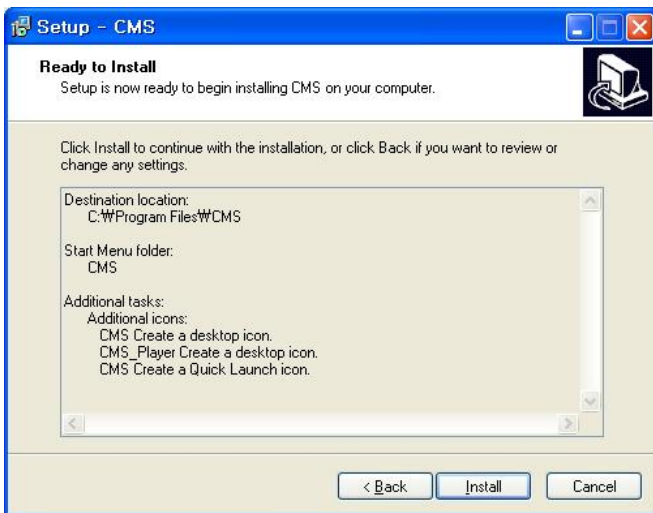 Setup - CMS
Ready to Install
Setup is now ready to begin installing CMS on your computer.
Click Install to continue with the installation, or click Back if you want to review or
change any settings.
Destination location:
C:₩Program Files₩CMS
Start Menu folder:
CMS
Additional tasks:
Additional icons:
CMS Create a desktop icon.
CMS_Player Create a desktop icon.
CMS Create a Quick Launch icon.
< Back
Install
Cancel